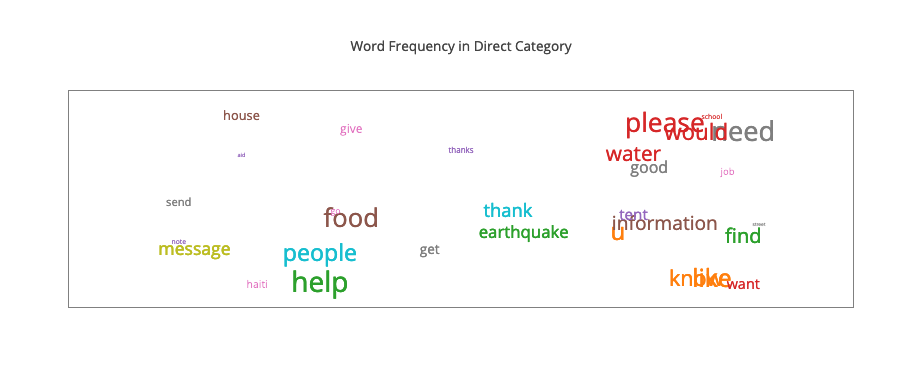 Word Frequency in Direct Category
house
give
please
school
would
need
aid
thanks
water
good
job
send
go
food
thank
tent
information
street
note
message
people
earthquake
get
u
find
haiti
help
know
like
want